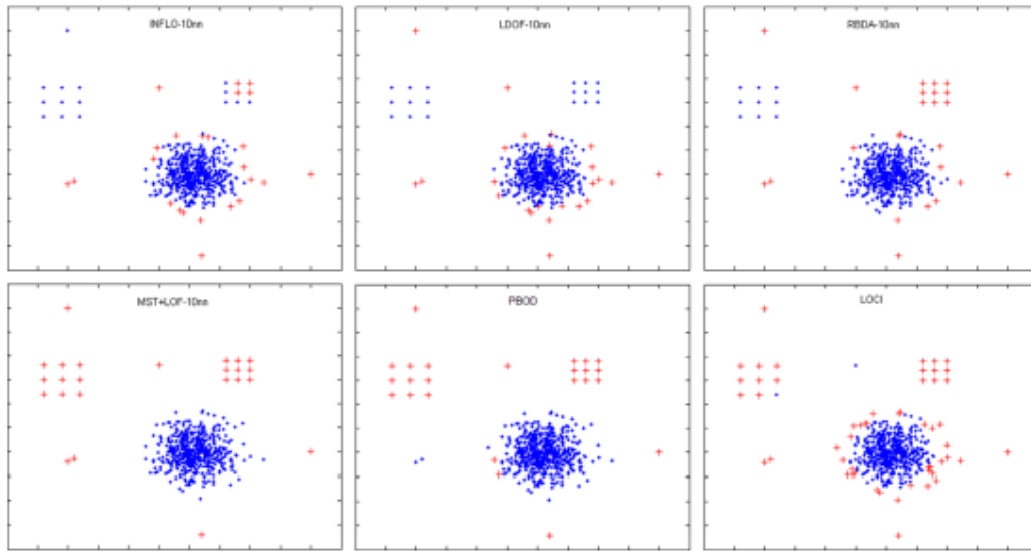 INFLO-10nn
LDOF-10nn
RBDA-10nn
MST+LOF-10nn
PBOD
LOCI